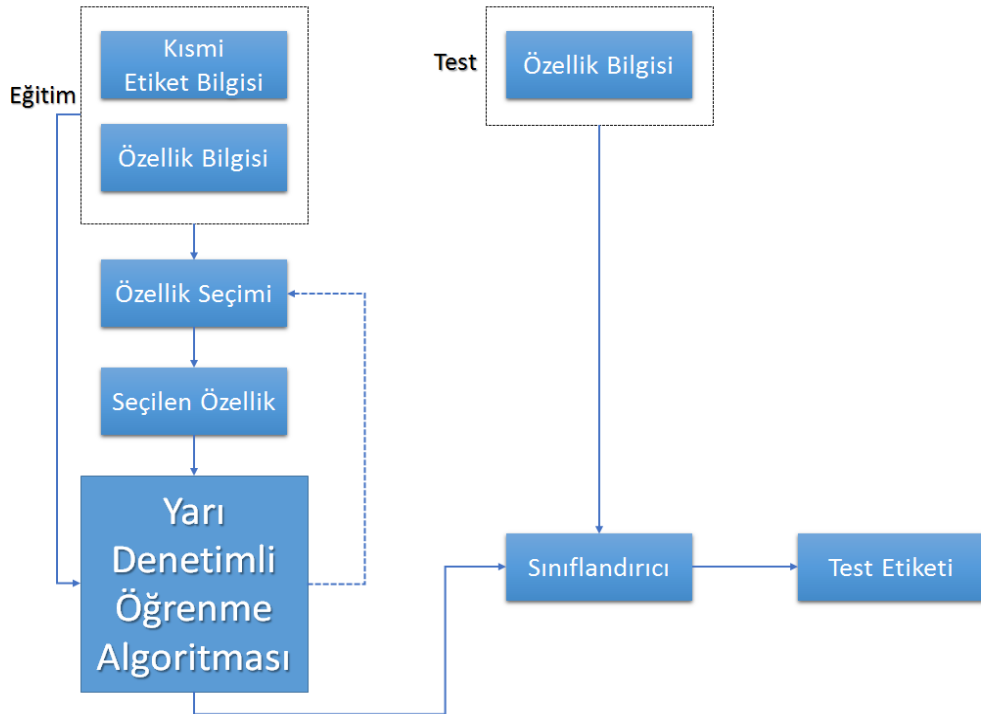 Kısmi
Etiket Bilgisi
Eğitim
Özellik Bilgisi
Özellik Seçimi
Seçilen Özellik
Yarı
Denetimli
Öğrenme
Algoritması
Test
Özellik Bilgisi
Sınıflandırıcı
Test Etiketi